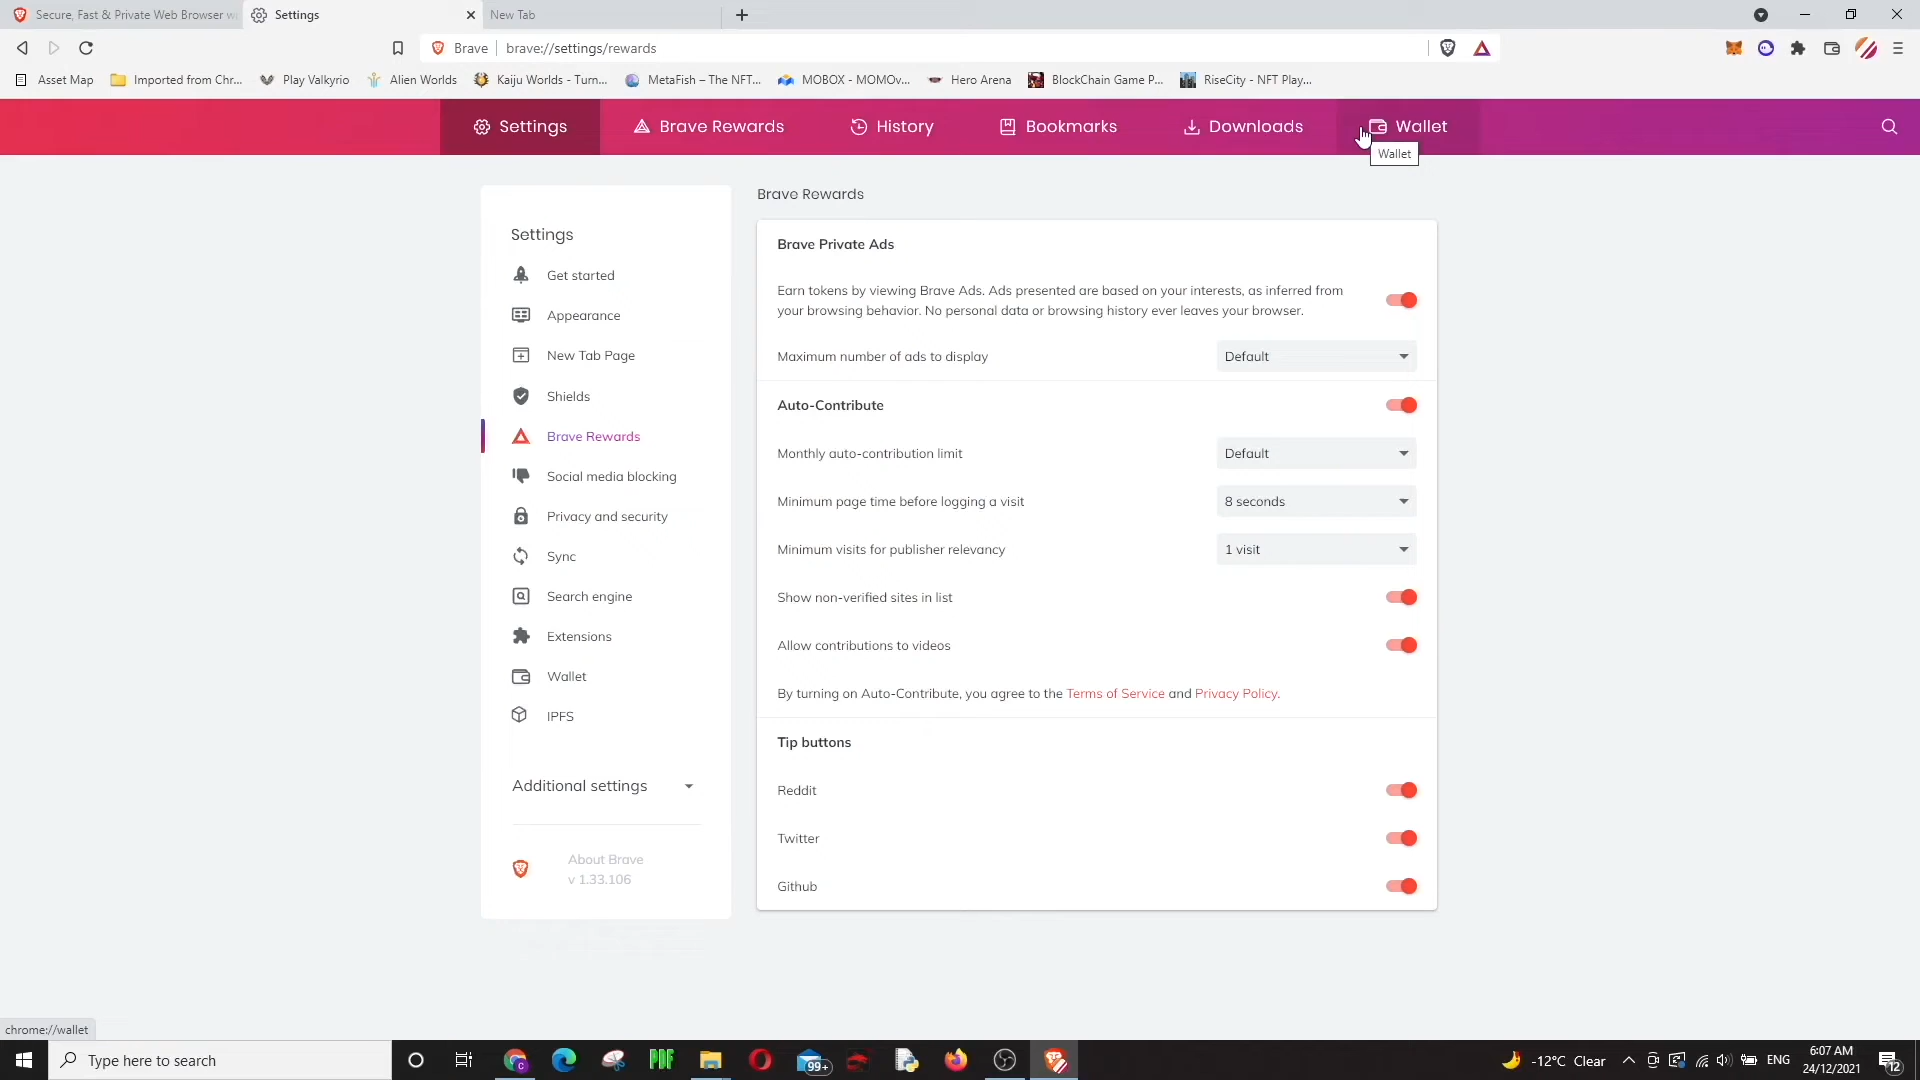 Secure, Fast & Private Web Browser w
Settings
New Tab
Brave
brave://settings/rewards
Asset Map
Imported from Chr...
Play Valkyrio
Alien Worlds
Kaiju Worlds - Turn...
MetaFish – The NFT...
MOBOX - MOMOv...
Hero Arena
BlockChain Game P...
RiseCity - NFT Play...
Settings
Brave Rewards
History
Bookmarks
Downloads
Wallet
Wallet
Settings
Get started
Appearance
New Tab Page
Shields
Brave Rewards
Social media blocking
Privacy and security
Sync
Search engine
Extensions
Wallet
IPFS
Additional settings
About Brave
v 1.33.106
Brave Rewards
Brave Private Ads
Earn tokens by viewing Brave Ads. Ads presented are based on your interests, as inferred from
your browsing behavior. No personal data or browsing history ever leaves your browser.
Maximum number of ads to display
Default
Auto-Contribute
Monthly auto-contribution limit
Default
Minimum page time before logging a visit
8 seconds
Minimum visits for publisher relevancy
1 visit
Show non-verified sites in list
Allow contributions to videos
By turning on Auto-Contribute, you agree to the Terms of Service and Privacy Policy.
Tip buttons
Reddit
Twitter
Github
chrome://wallet
Type here to search
PDF
99+
-12°C Clear
ENG
6:07 AM
24/12/2021
12